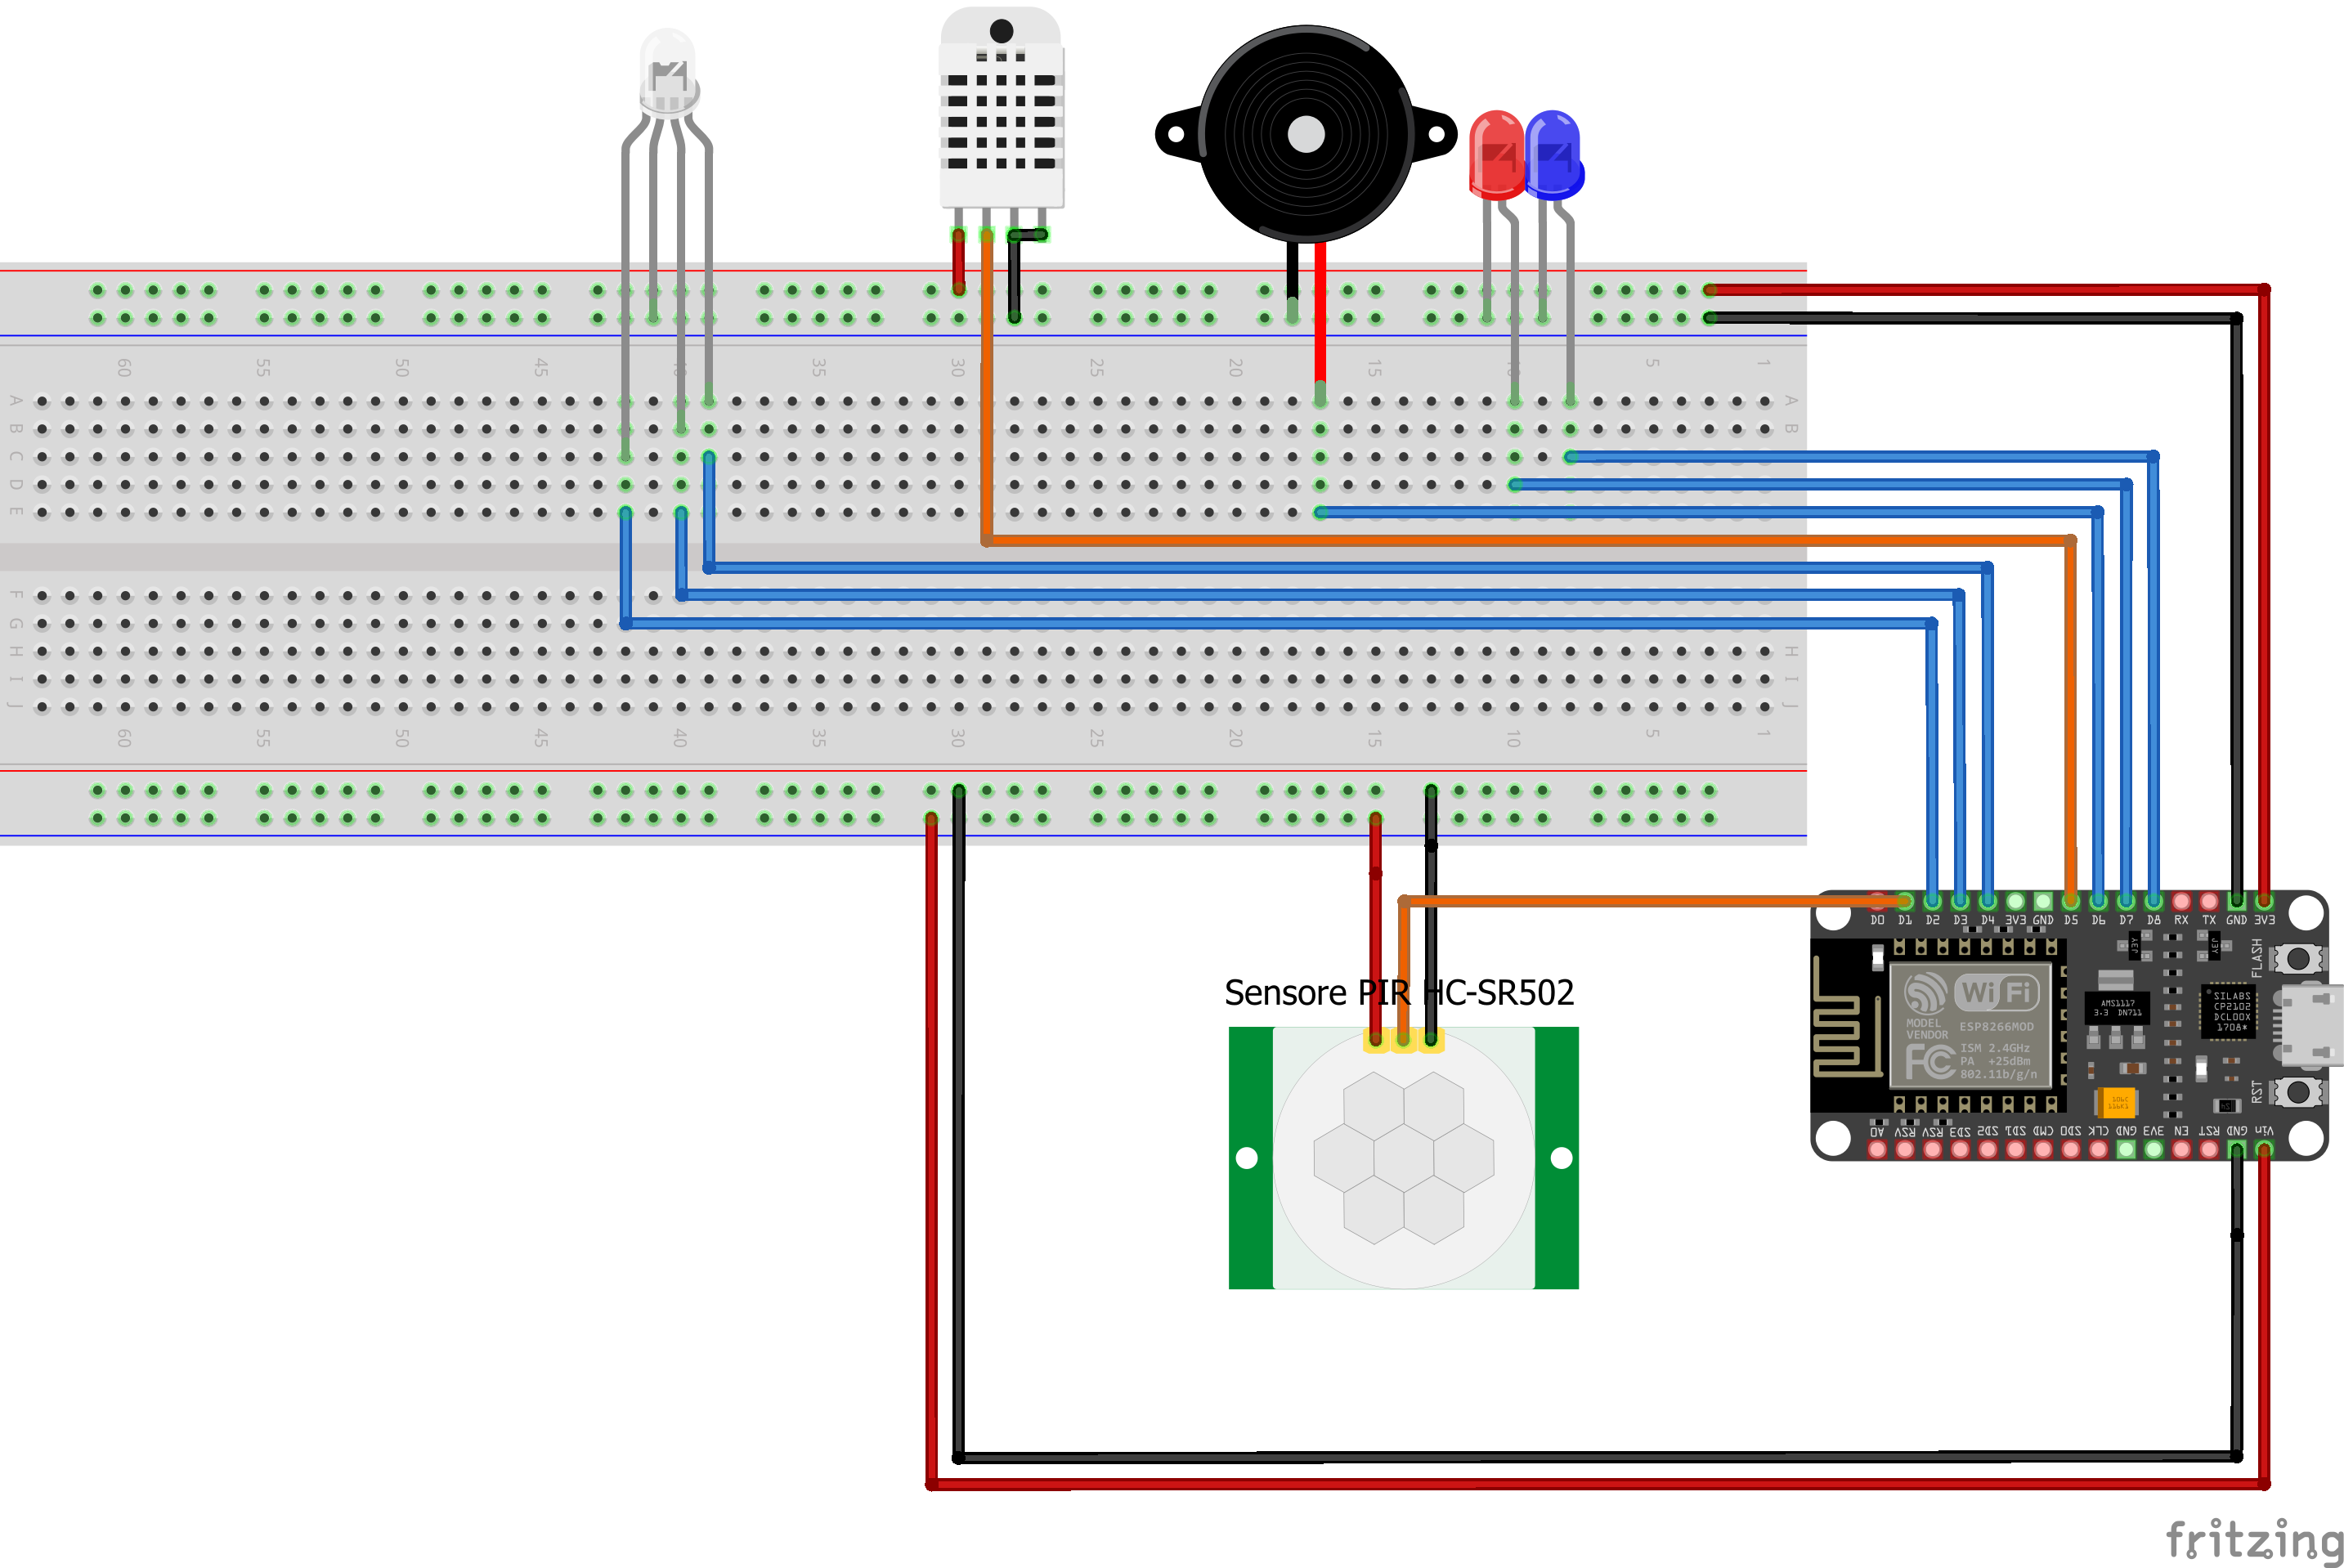 60 55 50 45 35 30 25 20 15 5 1
A A
B B
C C
D D
E E
F F
G G
H H
I I
J J
60 55 50 45 40 35 30 25 20 15 10 5 1
D0 D1 D2 D3 D4 3V3 GND D5 D6 D7 D8 RX TX GND 3V3
FLASH
Sensore PIR HC-SR502
WiFi
MODEL
VENDOR
ESP8266MOD
FC
ISM 2.4GHz
PA +25dBm
802.11b/g/n
AMS1117
3.3 DN711
SILABS
CP2102
DCL00X
1708*
RST
A0 RSV RSV SD3 SD2 SD1 CMD SD0 CLK GND 3V3 EN RST GND Vin
fritzing